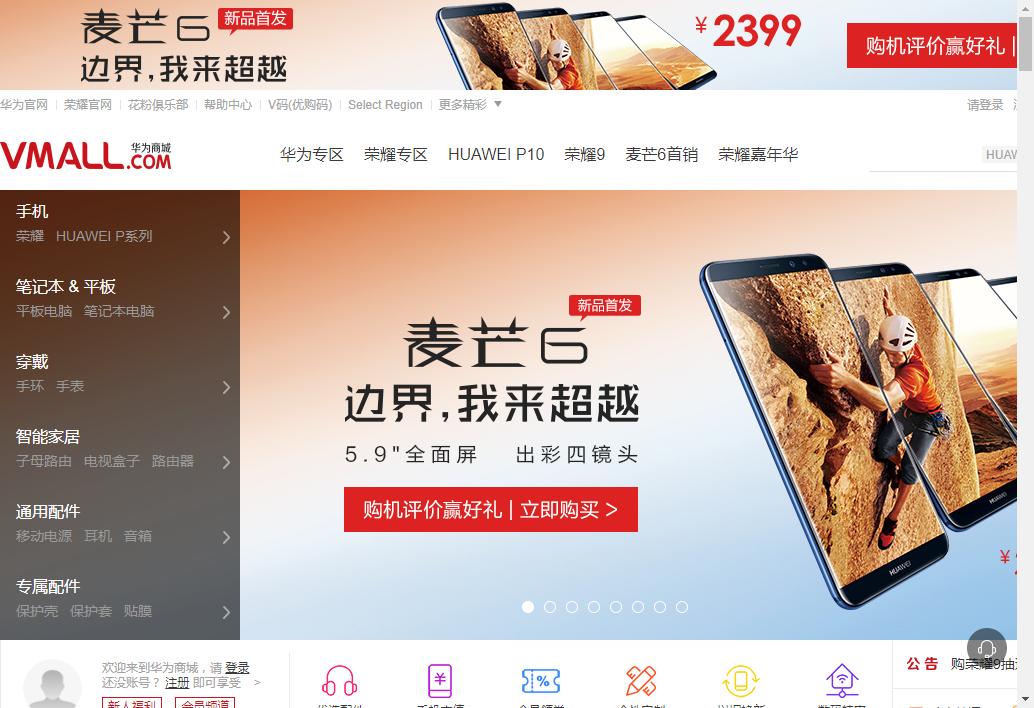 麦芒6 新品首发
边界,我来超越
¥2399
购机评价赢好礼 |
华为官网 荣耀官网 花粉俱乐部 帮助中心 V码(优购码) Select Region 更多精彩 请登录
VMALL.COM 华为商城
华为专区 荣耀专区 HUAWEI P10 荣耀9 麦芒6首销 荣耀嘉年华
HUAW
手机
荣耀 HUAWEI P系列
笔记本 & 平板
平板电脑 笔记本电脑
穿戴
手环 手表
智能家居
子母路由 电视盒子 路由器
通用配件
移动电源 耳机 音箱
专属配件
保护壳 保护套 贴膜
新品首发
麦芒6
边界,我来超越
5.9"全面屏 出彩四镜头
购机评价赢好礼 | 立即购买 >
HUAWEI
HUAWEI
¥
欢迎来到华为商城，请 登录
还没账号？ 注册 即可享受 >
新人福利 会员频道
公告 购荣耀9抽